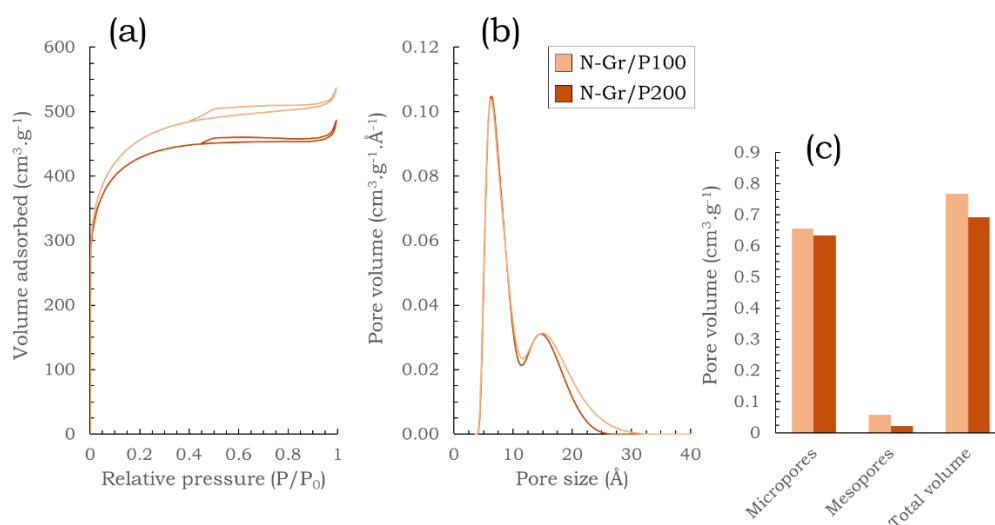 (a)
Volume adsorbed (cm³.g⁻¹)
600
500
400
300
200
100
0
0
0.2
0.4
0.6
0.8
1
Relative pressure (P/P₀)
(b)
Pore volume (cm³.g⁻¹.Å⁻¹)
0.12
0.10
0.08
0.06
0.04
0.02
0.00
0
10
20
30
40
Pore size (Å)
N-Gr/P100
N-Gr/P200
(c)
Pore volume (cm³.g⁻¹)
0.9
0.8
0.7
0.6
0.5
0.4
0.3
0.2
0.1
0
Micropores
Mesopores
Total volume